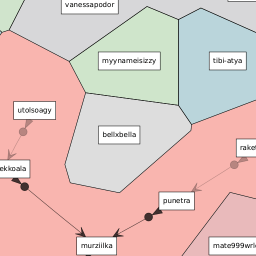 vanessapodor
myynameisizzy
tibi-atya
utolsoagy
bellxbella
ekkoala
punetra
murziilka